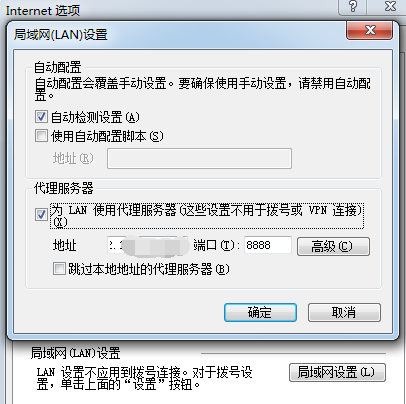 Internet 选项
局域网(LAN)设置
自动配置
自动配置会覆盖手动设置。要确保使用手动设置，请禁用自动配
置。
自动检测设置(A)
使用自动配置脚本(S)
地址(R)
代理服务器
为 LAN 使用代理服务器(这些设置不用于拨号或 VPN 连接)
(X)
地址 端口(T): 8888 高级(C)
跳过本地地址的代理服务器(B)
确定 取消
局域网(LAN)设置
LAN 设置不应用到拨号连接。对于拨号设 局域网设置(L)
置，单击上面的“设置”按钮。